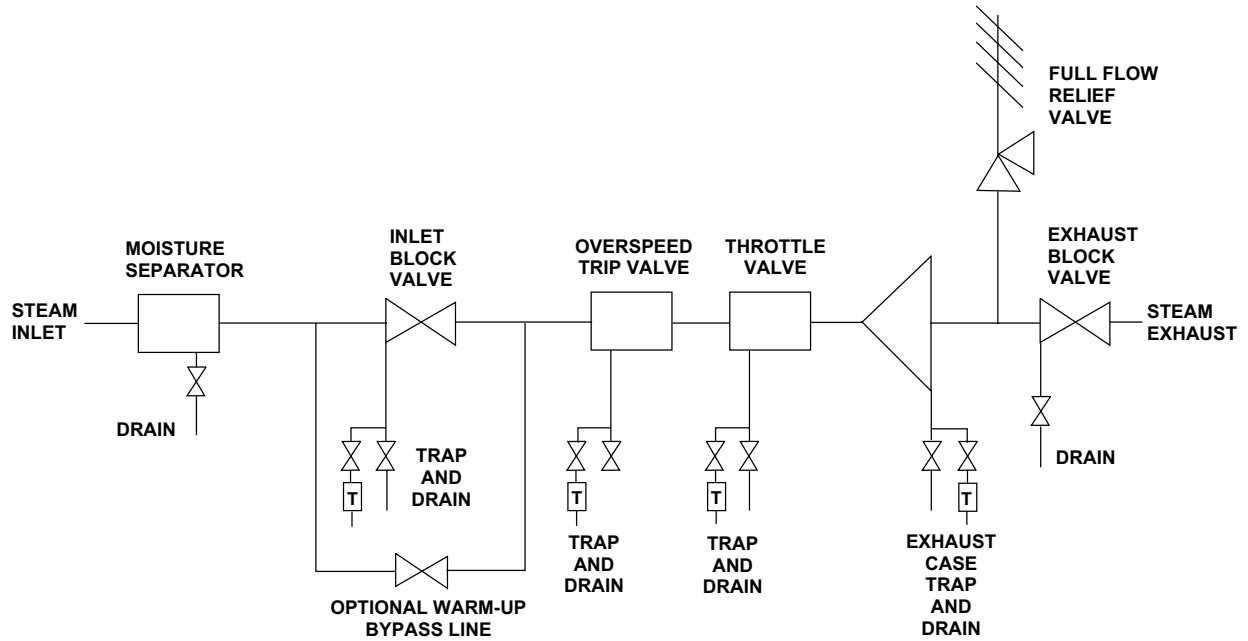 FULL FLOW
RELIEF
VALVE
MOISTURE
SEPARATOR
INLET
BLOCK
VALVE
OVERSPEED
TRIP VALVE
THROTTLE
VALVE
EXHAUST
BLOCK
VALVE
STEAM
INLET
STEAM
EXHAUST
DRAIN
TRAP
AND
DRAIN
DRAIN
T
T
T
T
TRAP
AND
DRAIN
TRAP
AND
DRAIN
EXHAUST
CASE
TRAP
AND
DRAIN
OPTIONAL WARM-UP
BYPASS LINE